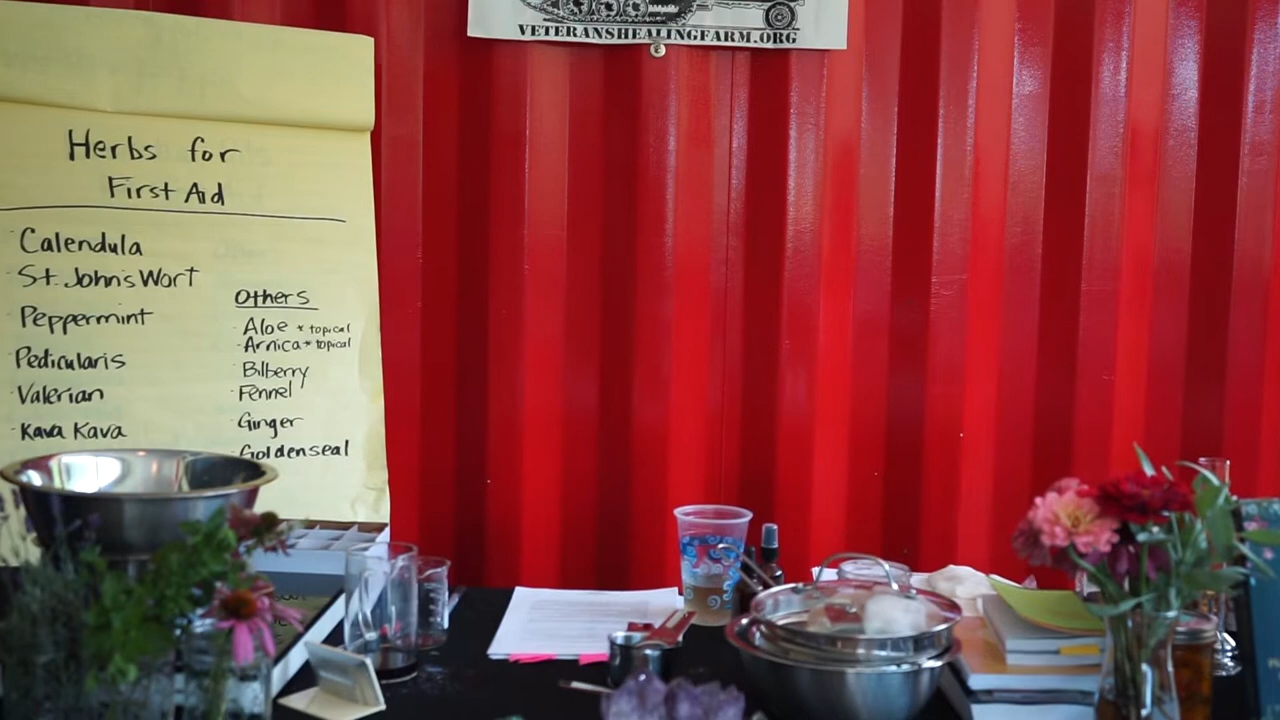 VETERANSHEALINGFARM.ORG
Herbs for
First Aid
Calendula
St. John's Wort
Peppermint
Pedicularis
Valerian
Kava Kava
Others
Aloe * topical
Arnica * topical
Bilberry
Fennel
Ginger
Goldenseal